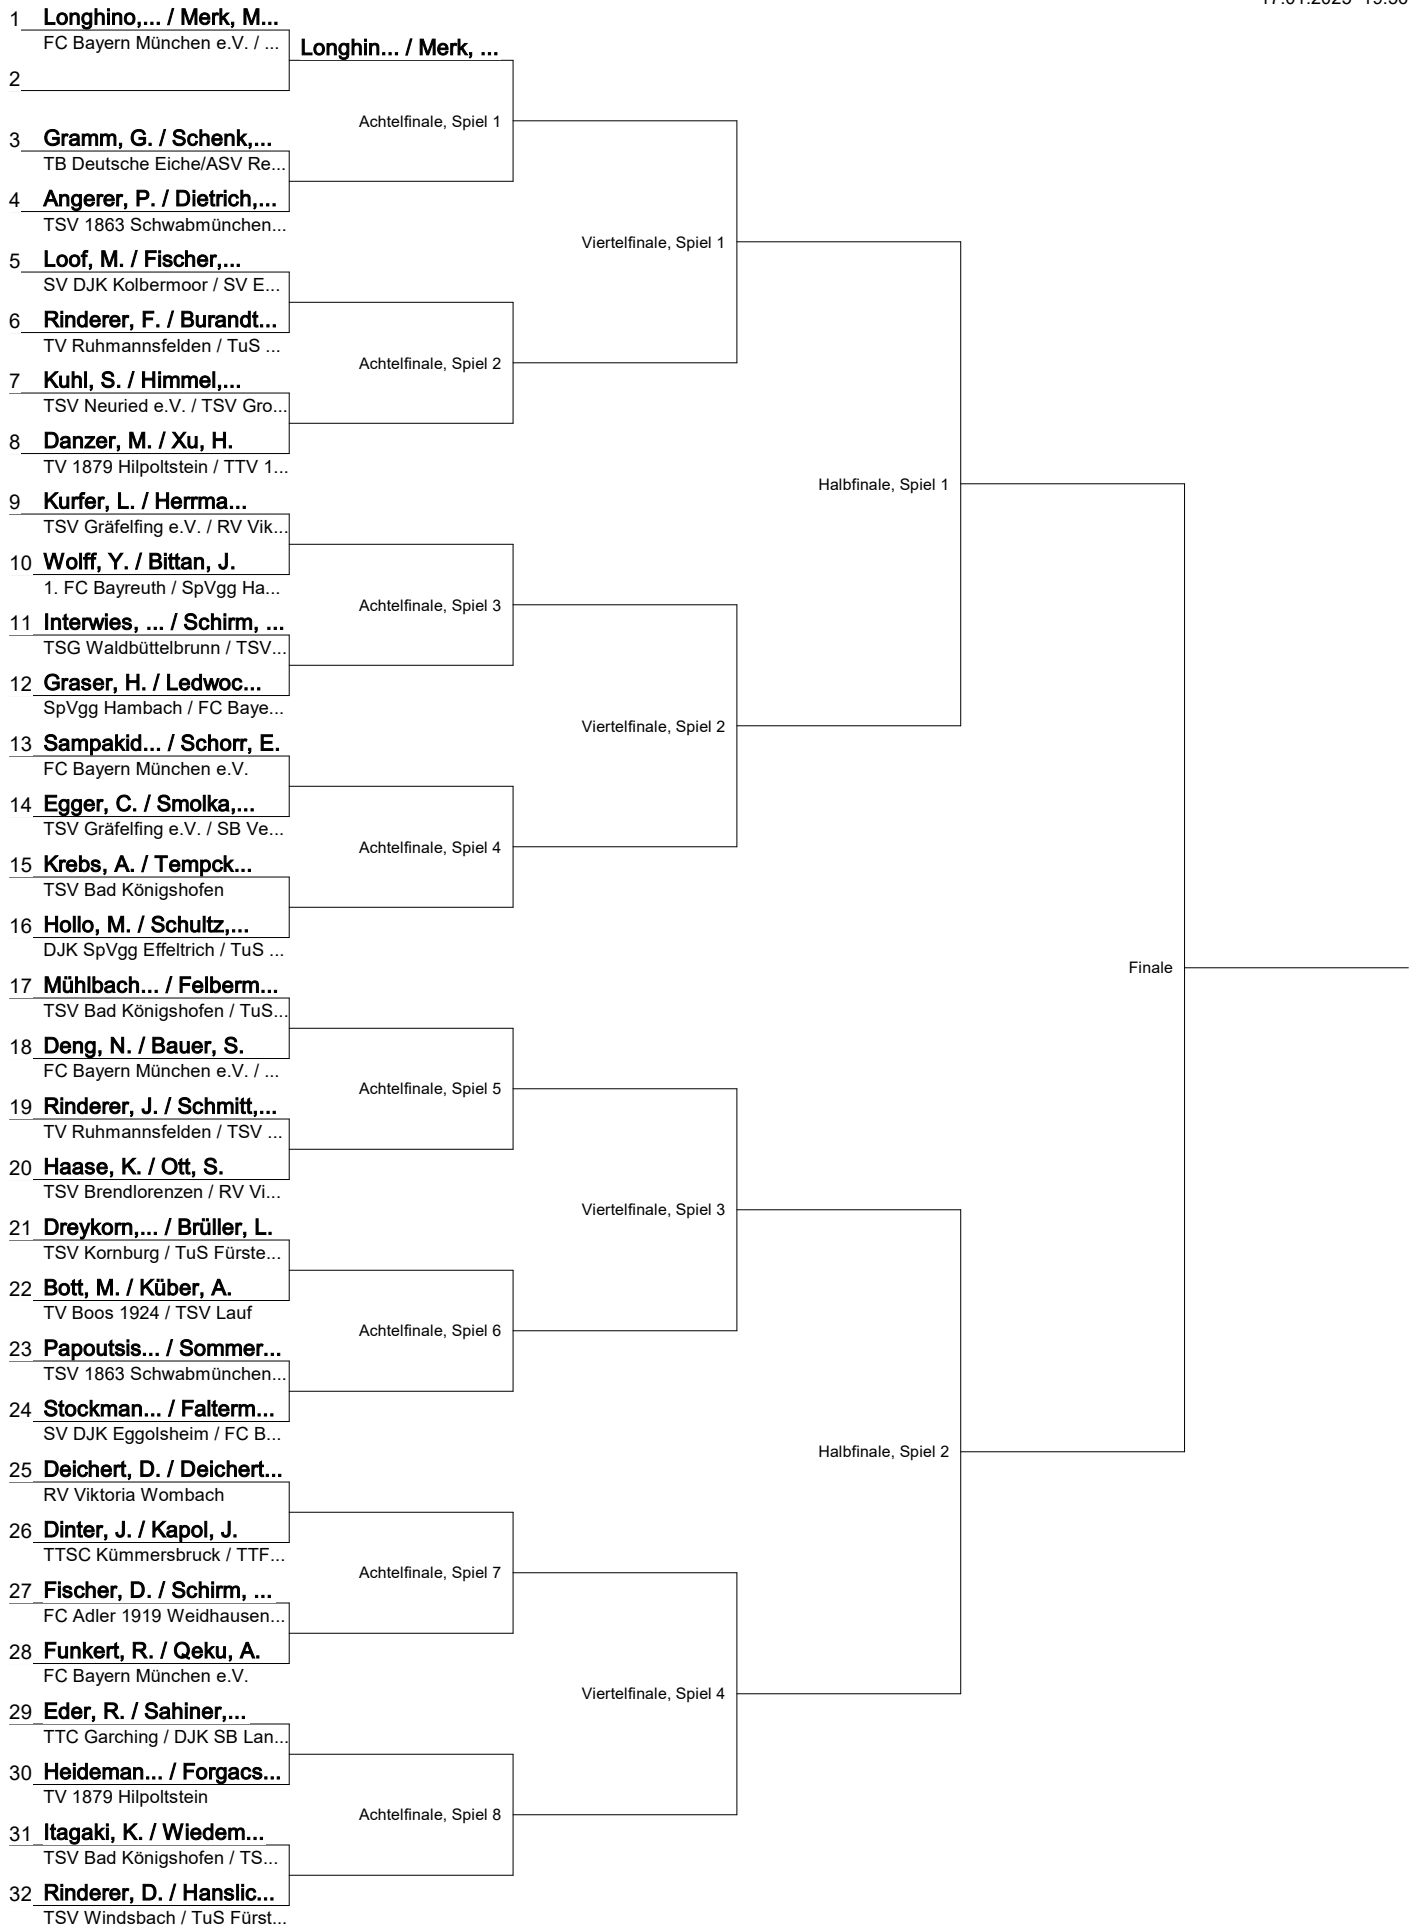 1 Longhino,... / Merk, M...
FC Bayern München e.V. / ...
Longhin... / Merk, ...
2
Achtelfinale, Spiel 1
3 Gramm, G. / Schenk,...
TB Deutsche Eiche/ASV Re...
4 Angerer, P. / Dietrich,...
TSV 1863 Schwabmünchen...
Viertelfinale, Spiel 1
5 Loof, M. / Fischer,...
SV DJK Kolbermoor / SV E...
6 Rinderer, F. / Burandt...
TV Ruhmannsfelden / TuS ...
Achtelfinale, Spiel 2
7 Kuhl, S. / Himmel,...
TSV Neuried e.V. / TSV Gro...
8 Danzer, M. / Xu, H.
TV 1879 Hilpoltstein / TTV 1...
Halbfinale, Spiel 1
9 Kurfer, L. / Herrma...
TSV Gräfelfing e.V. / RV Vik...
10 Wolff, Y. / Bittan, J.
1. FC Bayreuth / SpVgg Ha...
Achtelfinale, Spiel 3
11 Interwies, ... / Schirm, ...
TSG Waldbüttelbrunn / TSV...
12 Graser, H. / Ledwoc...
SpVgg Hambach / FC Baye...
Viertelfinale, Spiel 2
13 Sampakid... / Schorr, E.
FC Bayern München e.V.
14 Egger, C. / Smolka,...
TSV Gräfelfing e.V. / SB Ve...
Achtelfinale, Spiel 4
15 Krebs, A. / Tempck...
TSV Bad Königshofen
16 Hollo, M. / Schultz,...
DJK SpVgg Effeltrich / TuS ...
Finale
17 Mühlbach... / Felberm...
TSV Bad Königshofen / TuS...
18 Deng, N. / Bauer, S.
FC Bayern München e.V. / ...
Achtelfinale, Spiel 5
19 Rinderer, J. / Schmitt,...
TV Ruhmannsfelden / TSV ...
20 Haase, K. / Ott, S.
TSV Brendlorenzen / RV Vi...
Viertelfinale, Spiel 3
21 Dreykorn,... / Brüller, L.
TSV Kornburg / TuS Fürste...
22 Bott, M. / Küber, A.
TV Boos 1924 / TSV Lauf
Achtelfinale, Spiel 6
23 Papoutsis... / Sommer...
TSV 1863 Schwabmünchen...
24 Stockman... / Falterm...
SV DJK Eggolsheim / FC B...
Halbfinale, Spiel 2
25 Deichert, D. / Deichert...
RV Viktoria Wombach
26 Dinter, J. / Kapol, J.
TTSC Kümmersbruck / TTF...
Achtelfinale, Spiel 7
27 Fischer, D. / Schirm, ...
FC Adler 1919 Weidhausen...
28 Funkert, R. / Qeku, A.
FC Bayern München e.V.
Viertelfinale, Spiel 4
29 Eder, R. / Sahiner,...
TTC Garching / DJK SB Lan...
30 Heideman... / Forgacs...
TV 1879 Hilpoltstein
Achtelfinale, Spiel 8
31 Itagaki, K. / Wiedem...
TSV Bad Königshofen / TS...
32 Rinderer, D. / Hanslic...
TSV Windsbach / TuS Fürst...